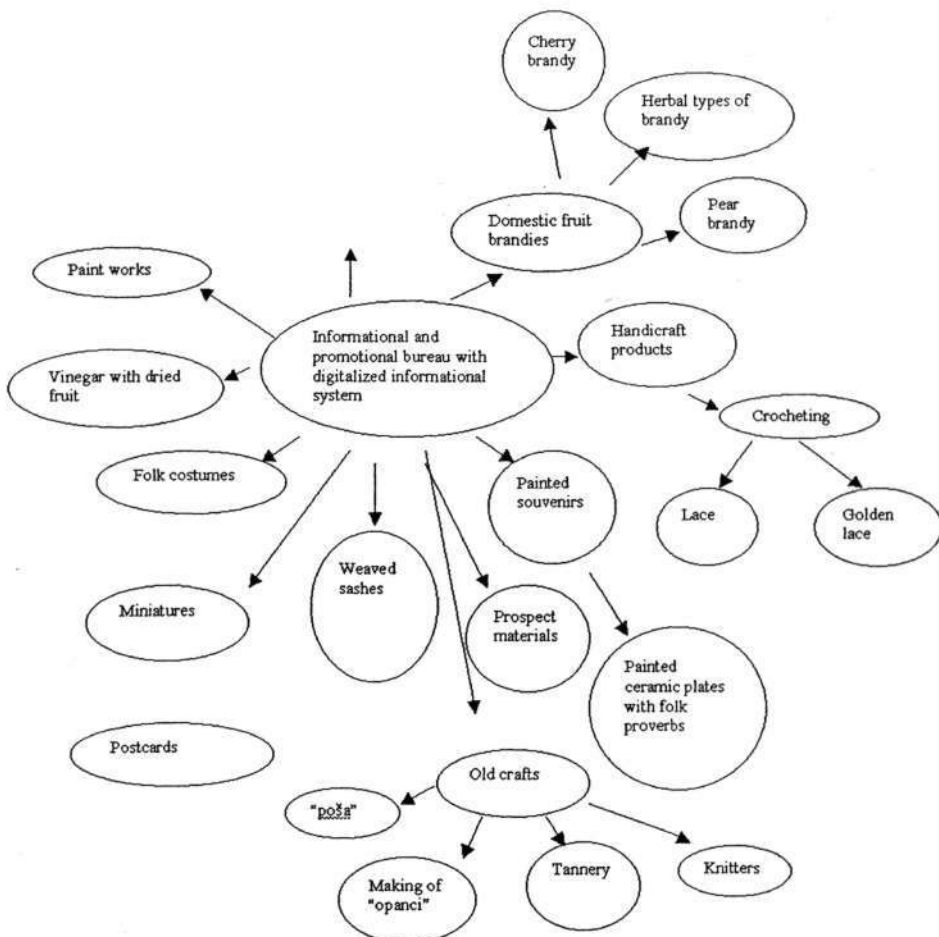 Cherry
brandy
Herbal types of
brandy
Domestic fruit
brandies
Pear
brandy
Paint works
Informational and
promotional bureau with
digitalized informational
system
Handicraft
products
Vinegar with dried
fruit
Crocheting
Folk costumes
Painted
souvenirs
Lace
Golden
lace
Weaved
sashes
Miniatures
Prospect
materials
Painted
ceramic plates
with folk
proverbs
Postcards
Old crafts
"poša"
Making of
"opanci"
Tannery
Knitters